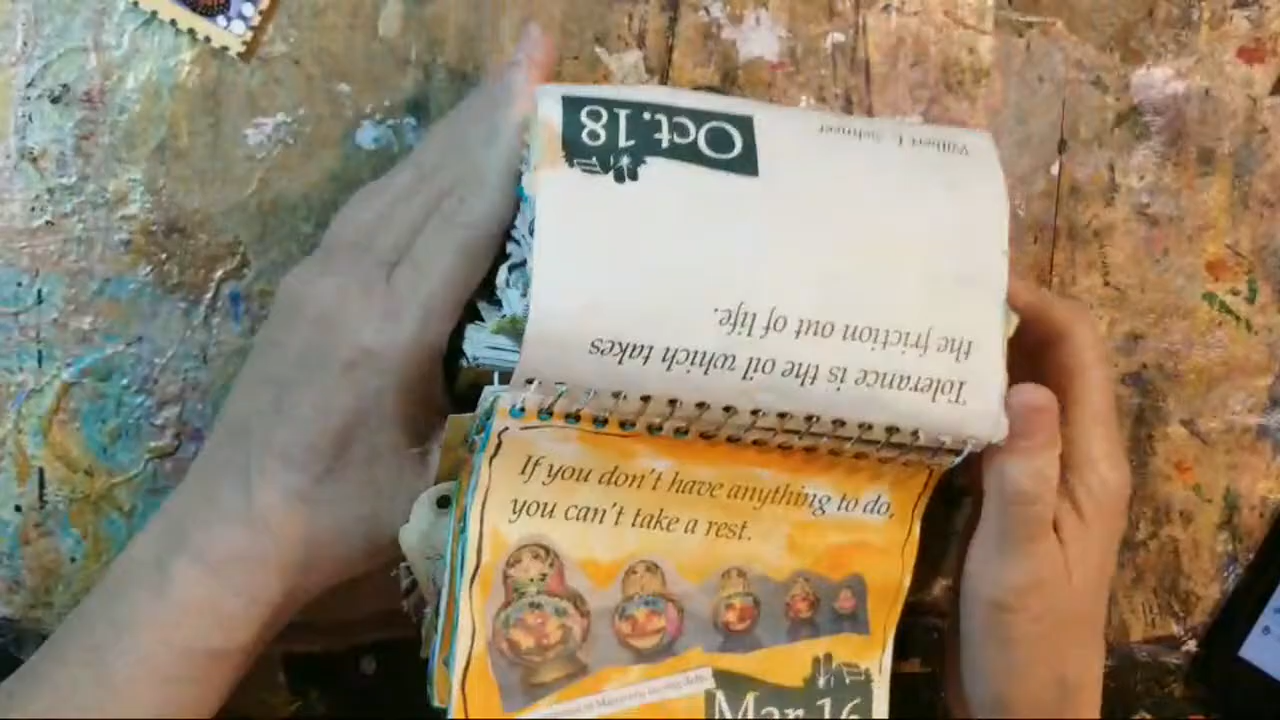 Oct.18
Tolerance is the oil which takes
the friction out of life.
If you don't have anything to do,
you can't take a rest.
Mar 16